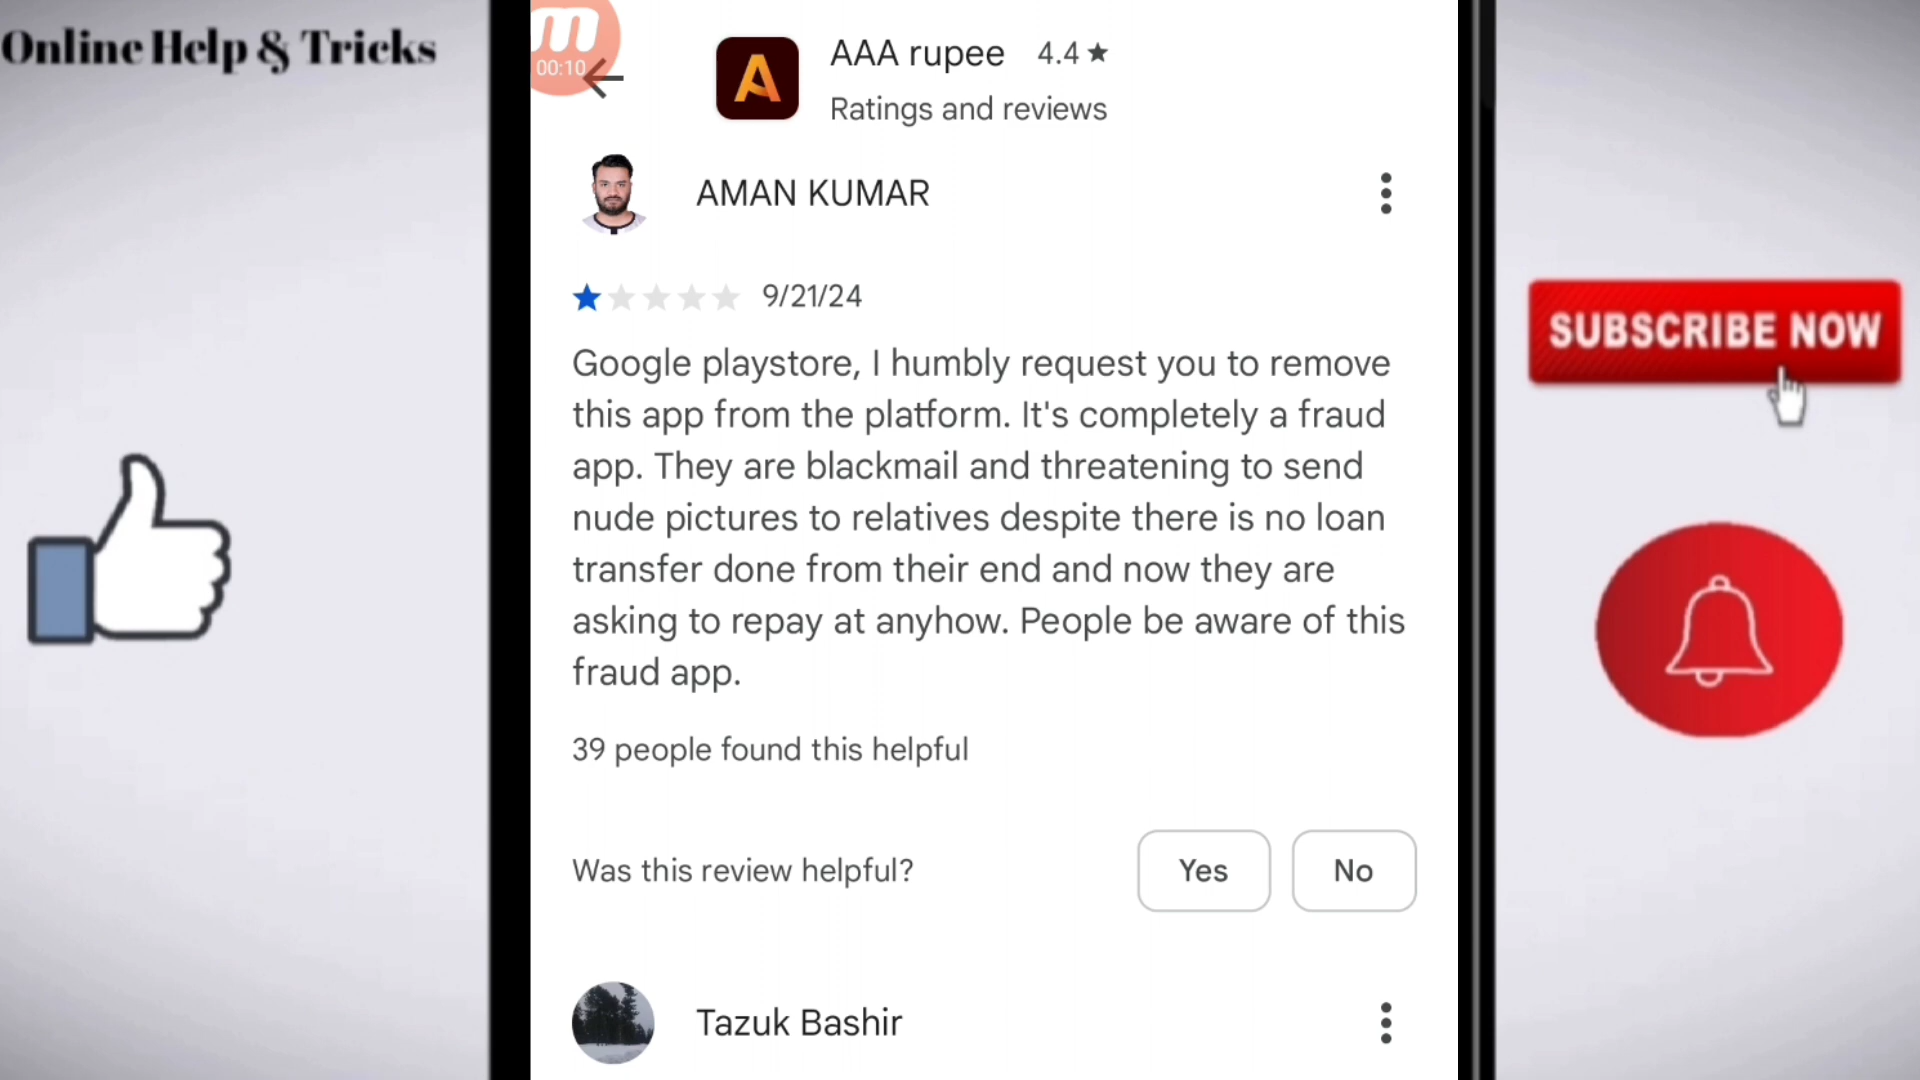 Online Help & Tricks
m
00:10
A
AAA rupee 4.4 ★
Ratings and reviews
AMAN KUMAR
9/21/24
Google playstore, I humbly request you to remove
this app from the platform. It's completely a fraud
app. They are blackmail and threatening to send
nude pictures to relatives despite there is no loan
transfer done from their end and now they are
asking to repay at anyhow. People be aware of this
fraud app.
39 people found this helpful
Was this review helpful? Yes No
Tazuk Bashir
SUBSCRIBE NOW